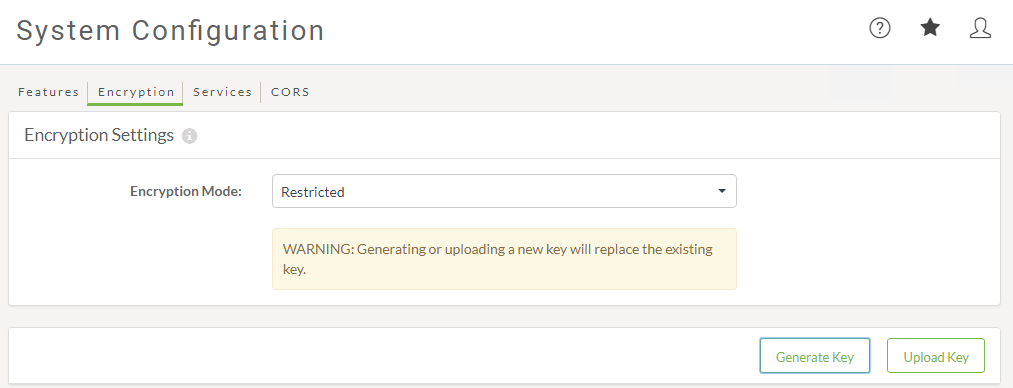 System Configuration
Features Encryption Services CORS
Encryption Settings
Encryption Mode: Restricted
WARNING: Generating or uploading a new key will replace the existing
key.
Generate Key Upload Key